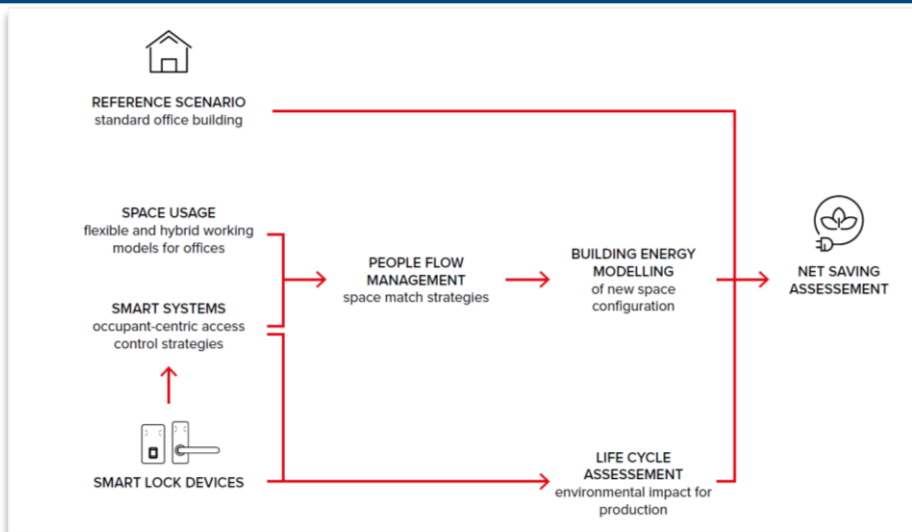 REFERENCE SCENARIO
standard office building
SPACE USAGE
flexible and hybrid working
models for offices
SMART SYSTEMS
occupant-centric access
control strategies
SMART LOCK DEVICES
PEOPLE FLOW
MANAGEMENT
space match strategies
BUILDING ENERGY
MODELLING
of new space
configuration
LIFE CYCLE
ASSESSMENT
environmental impact for
production
NET SAVING
ASSESSEMENT